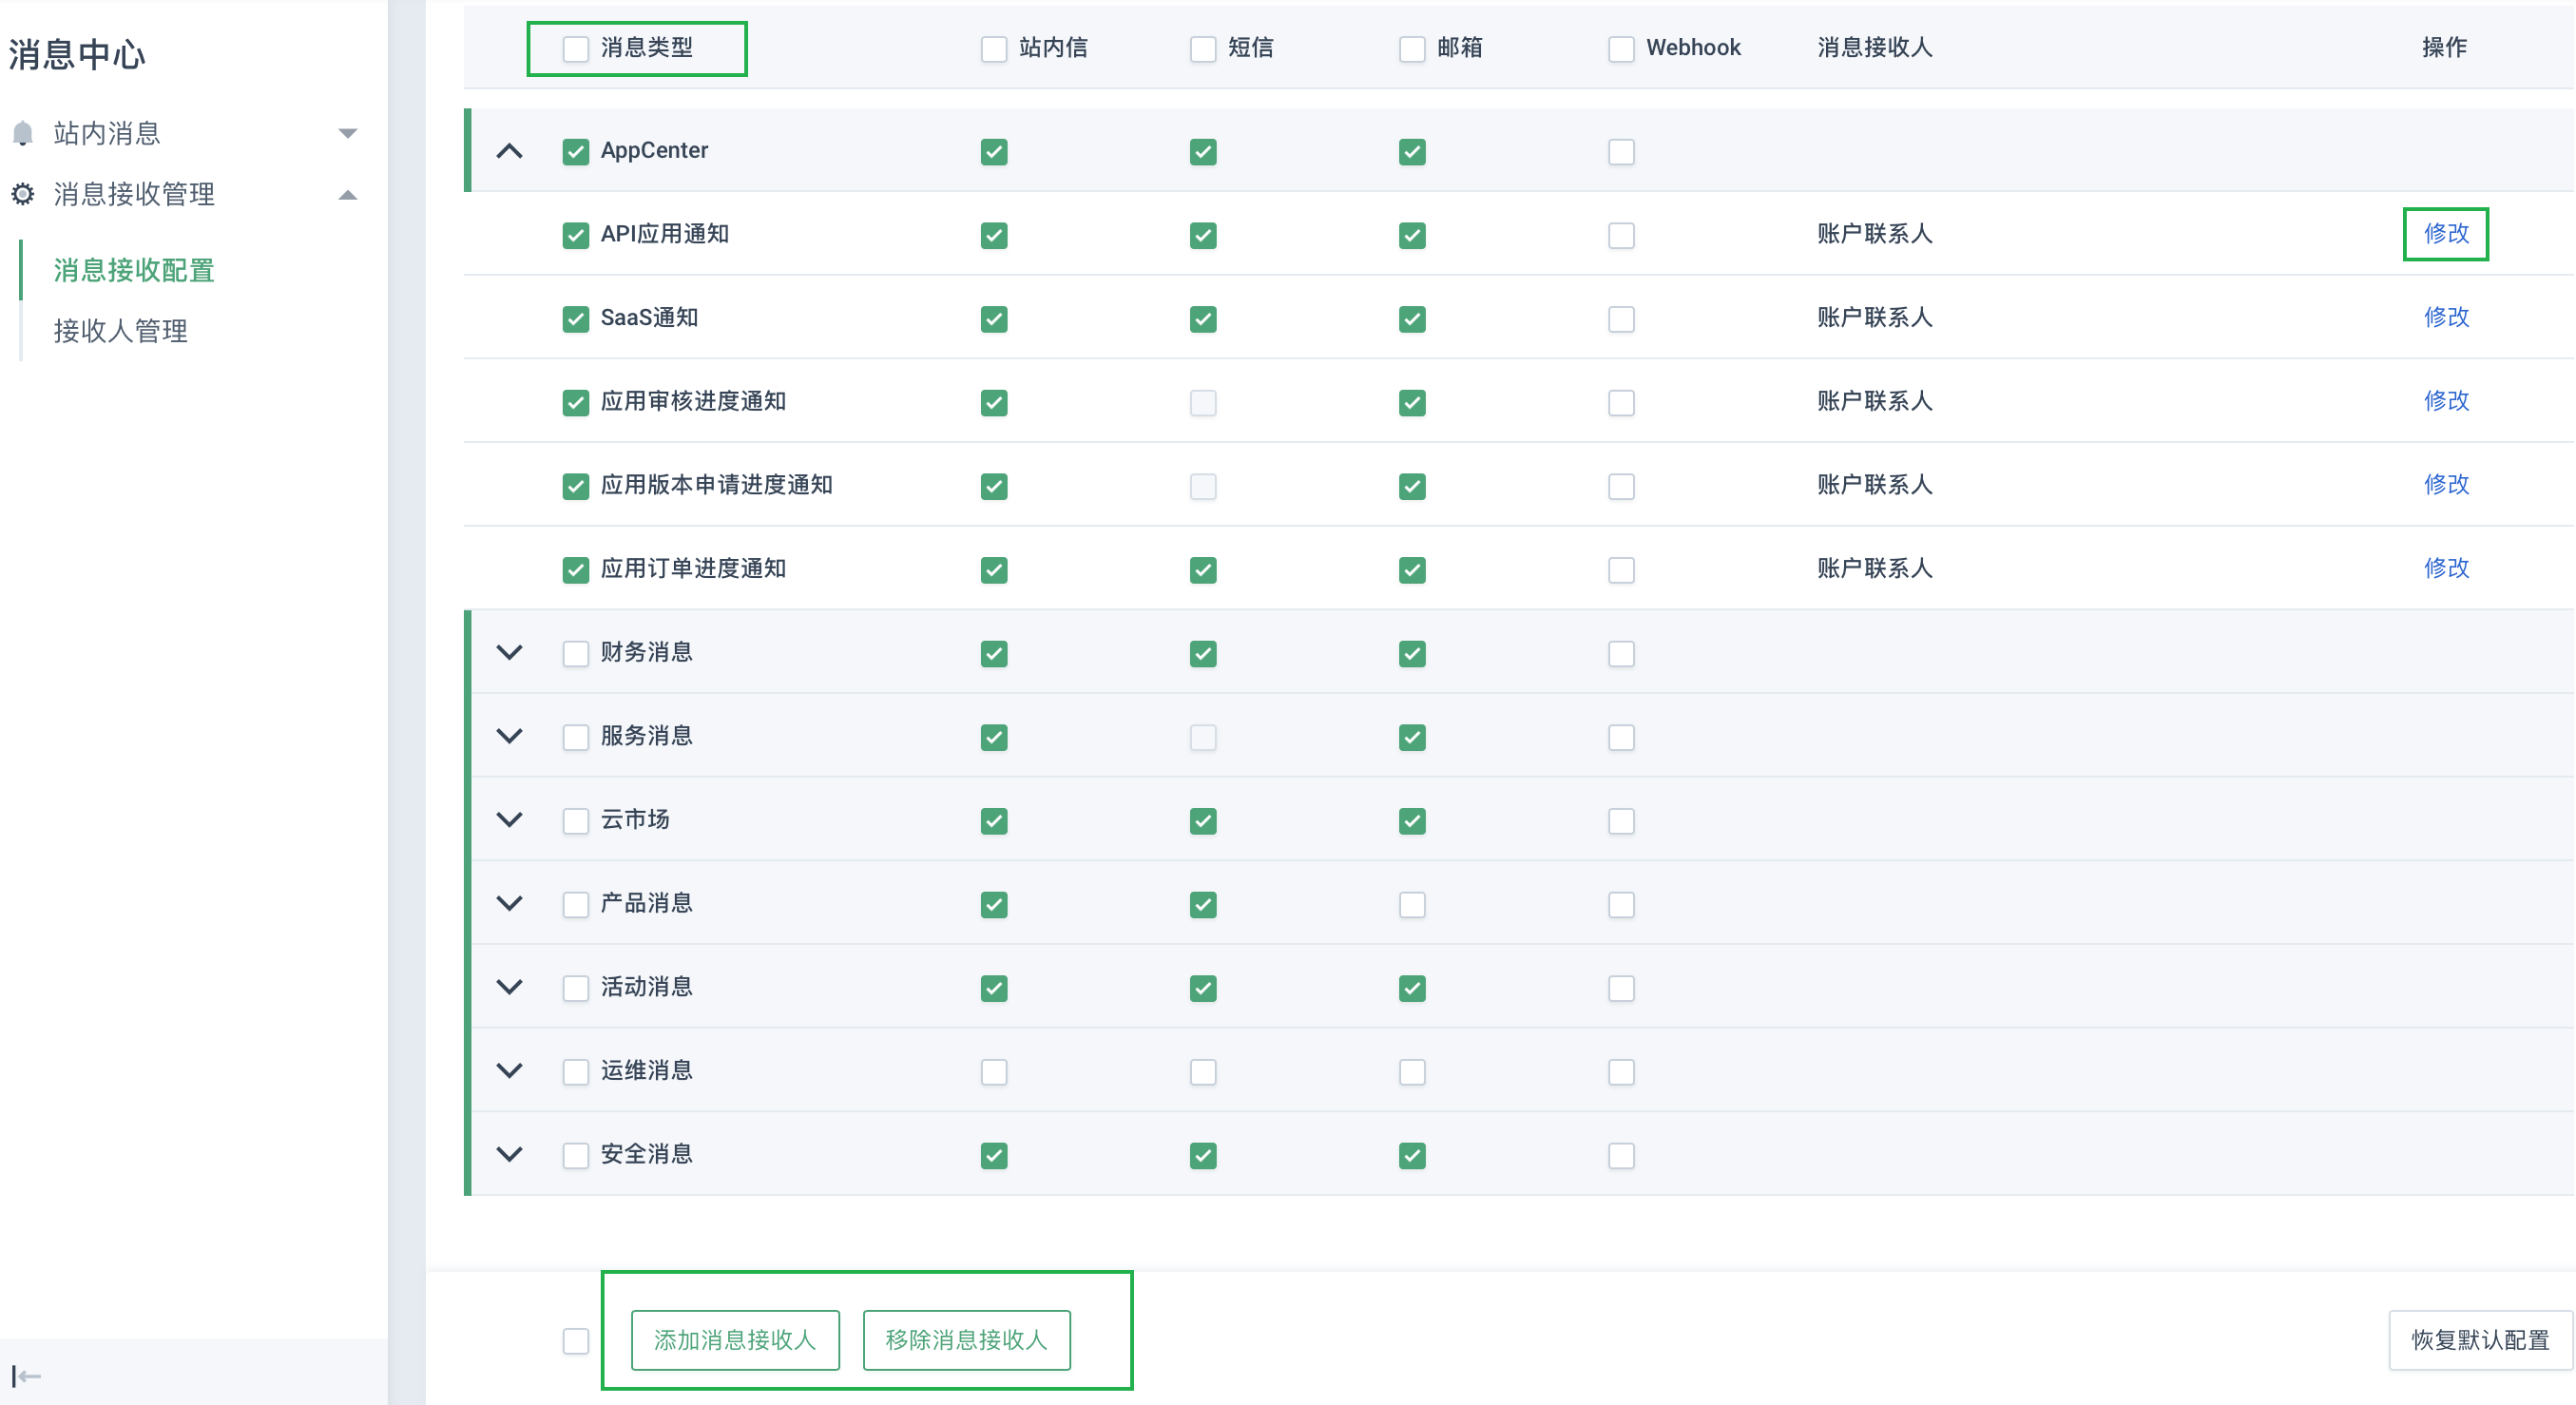 消息中心
站内消息
消息接收管理
消息接收配置
接收人管理
消息类型 站内信 短信 邮箱 Webhook 消息接收人 操作
AppCenter
API应用通知 账户联系人 修改
SaaS通知 账户联系人 修改
应用审核进度通知 账户联系人 修改
应用版本申请进度通知 账户联系人 修改
应用订单进度通知 账户联系人 修改
财务消息
服务消息
云市场
产品消息
活动消息
运维消息
安全消息
添加消息接收人 移除消息接收人 恢复默认配置